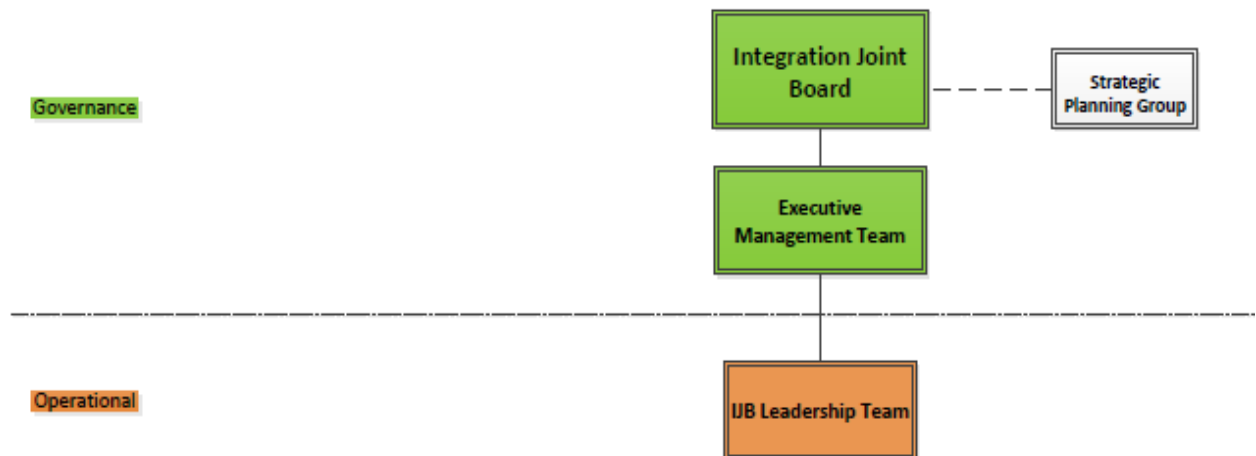 Integration Joint
Board
Strategic
Planning Group
Governance
Executive
Management Team
Operational
IJB Leadership Team